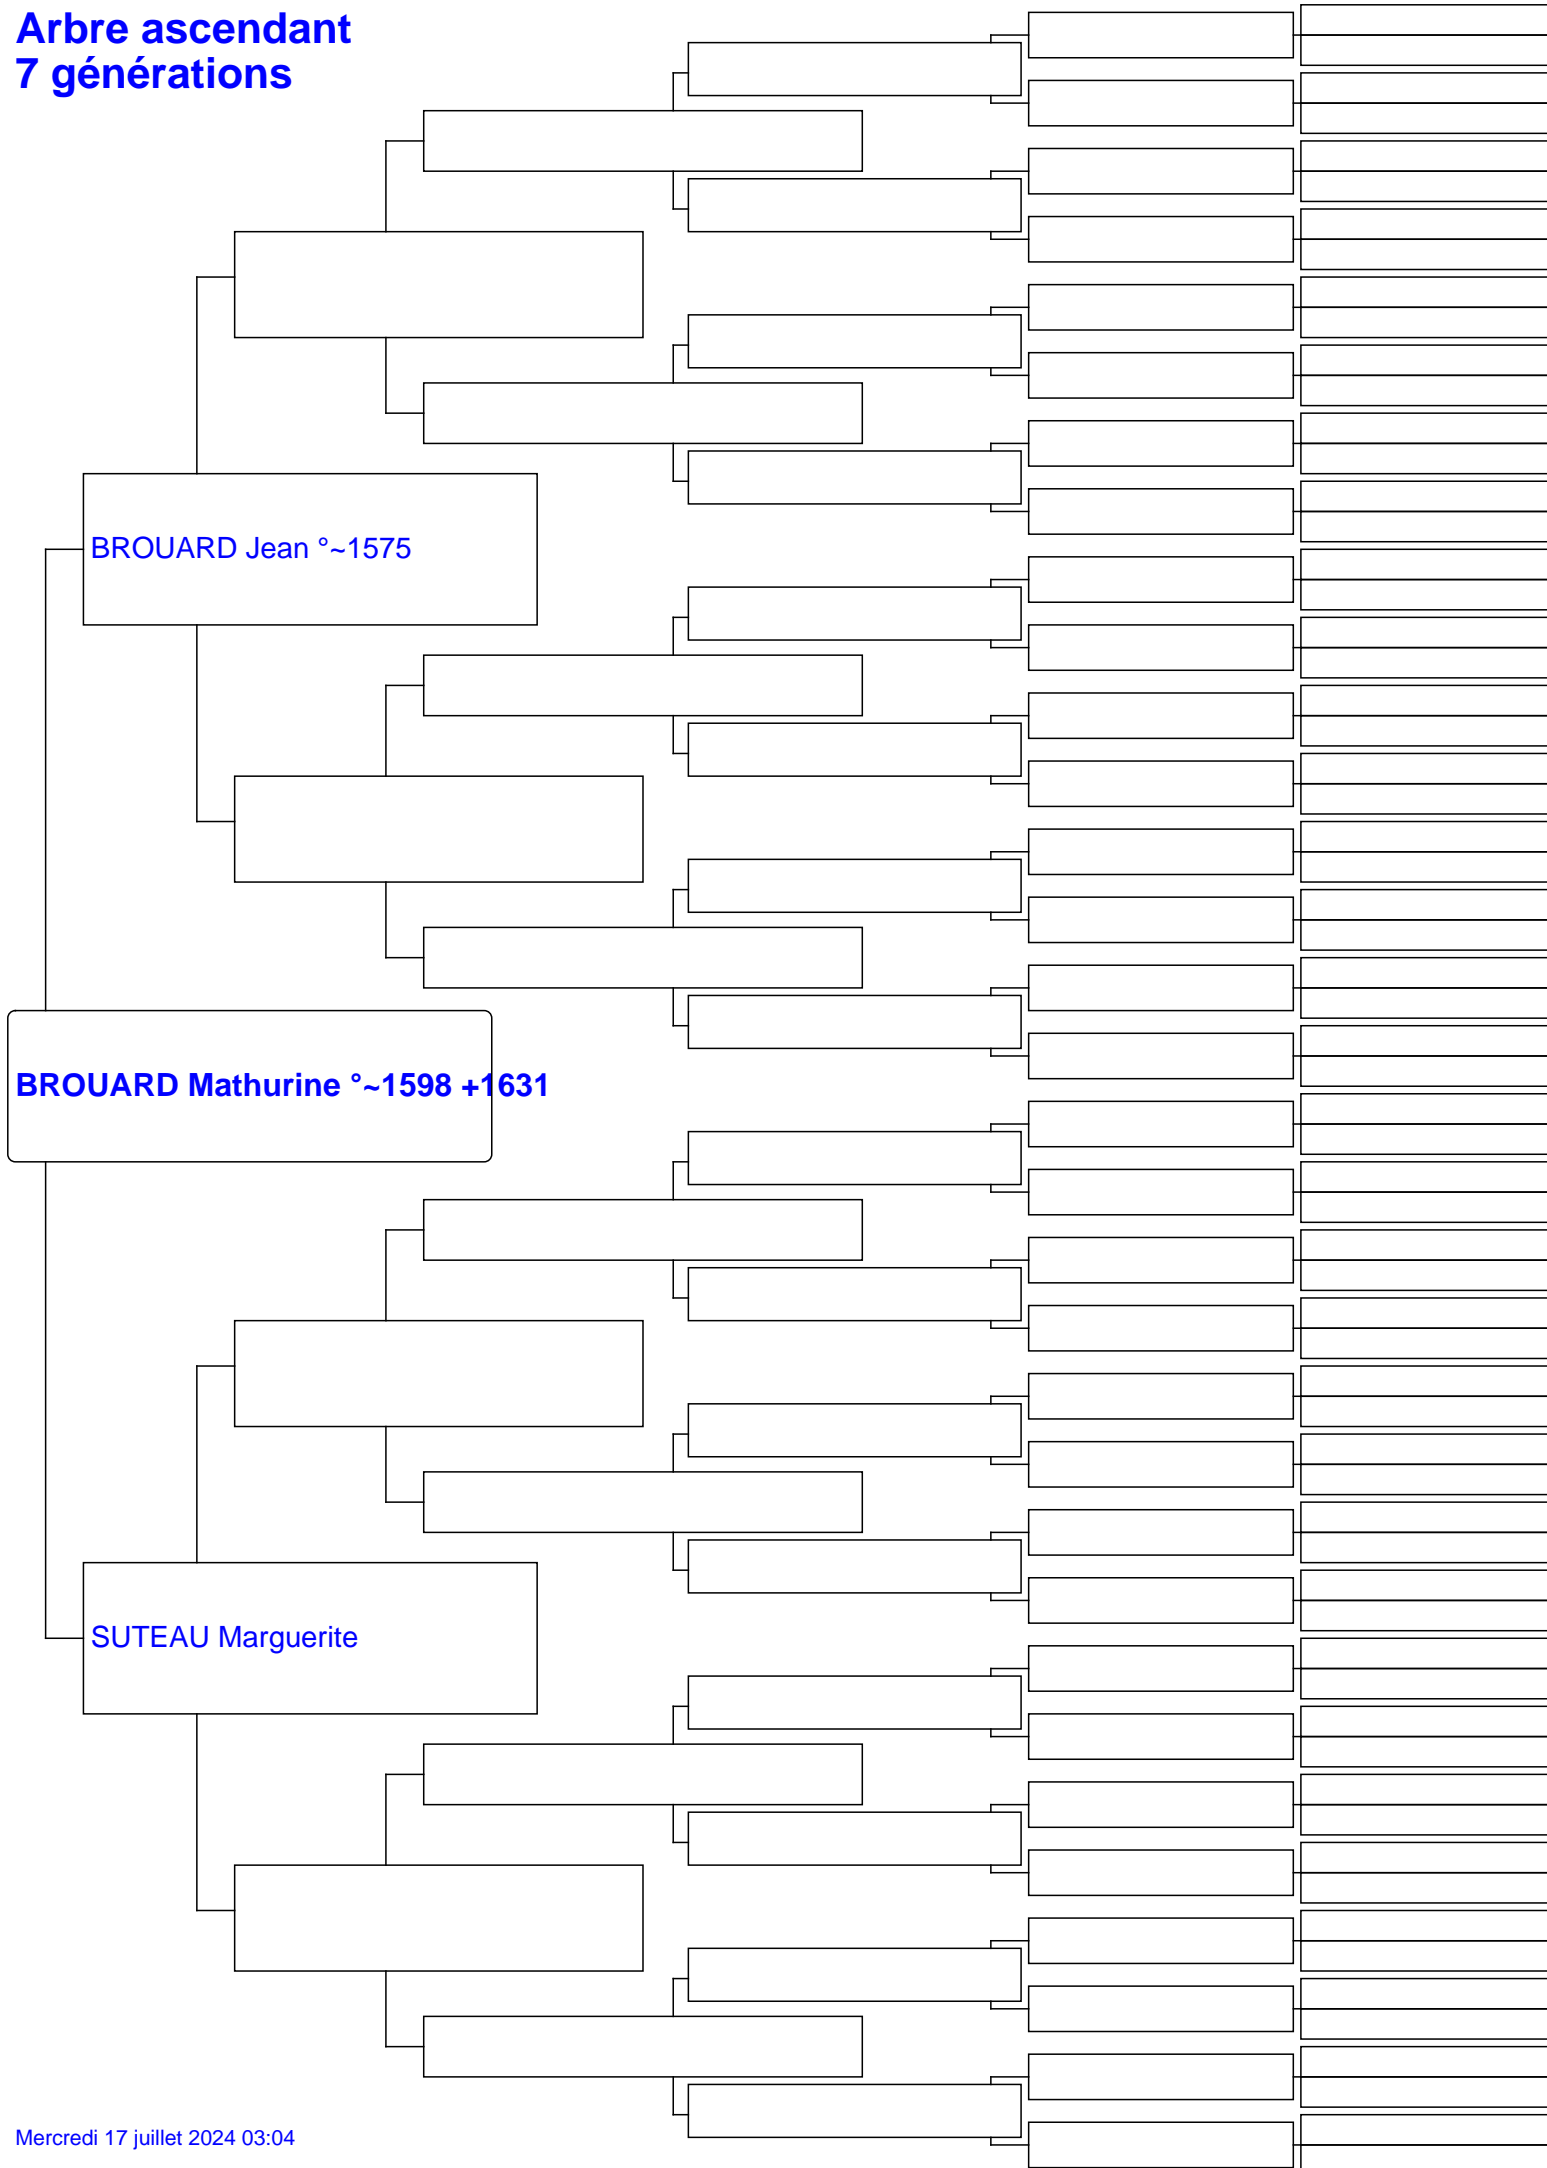 Arbre ascendant
7 générations
BROUARD Jean °~1575
BROUARD Mathurine °~1598 +1631
SUTEAU Marguerite
Mercredi 17 juillet 2024 03:04